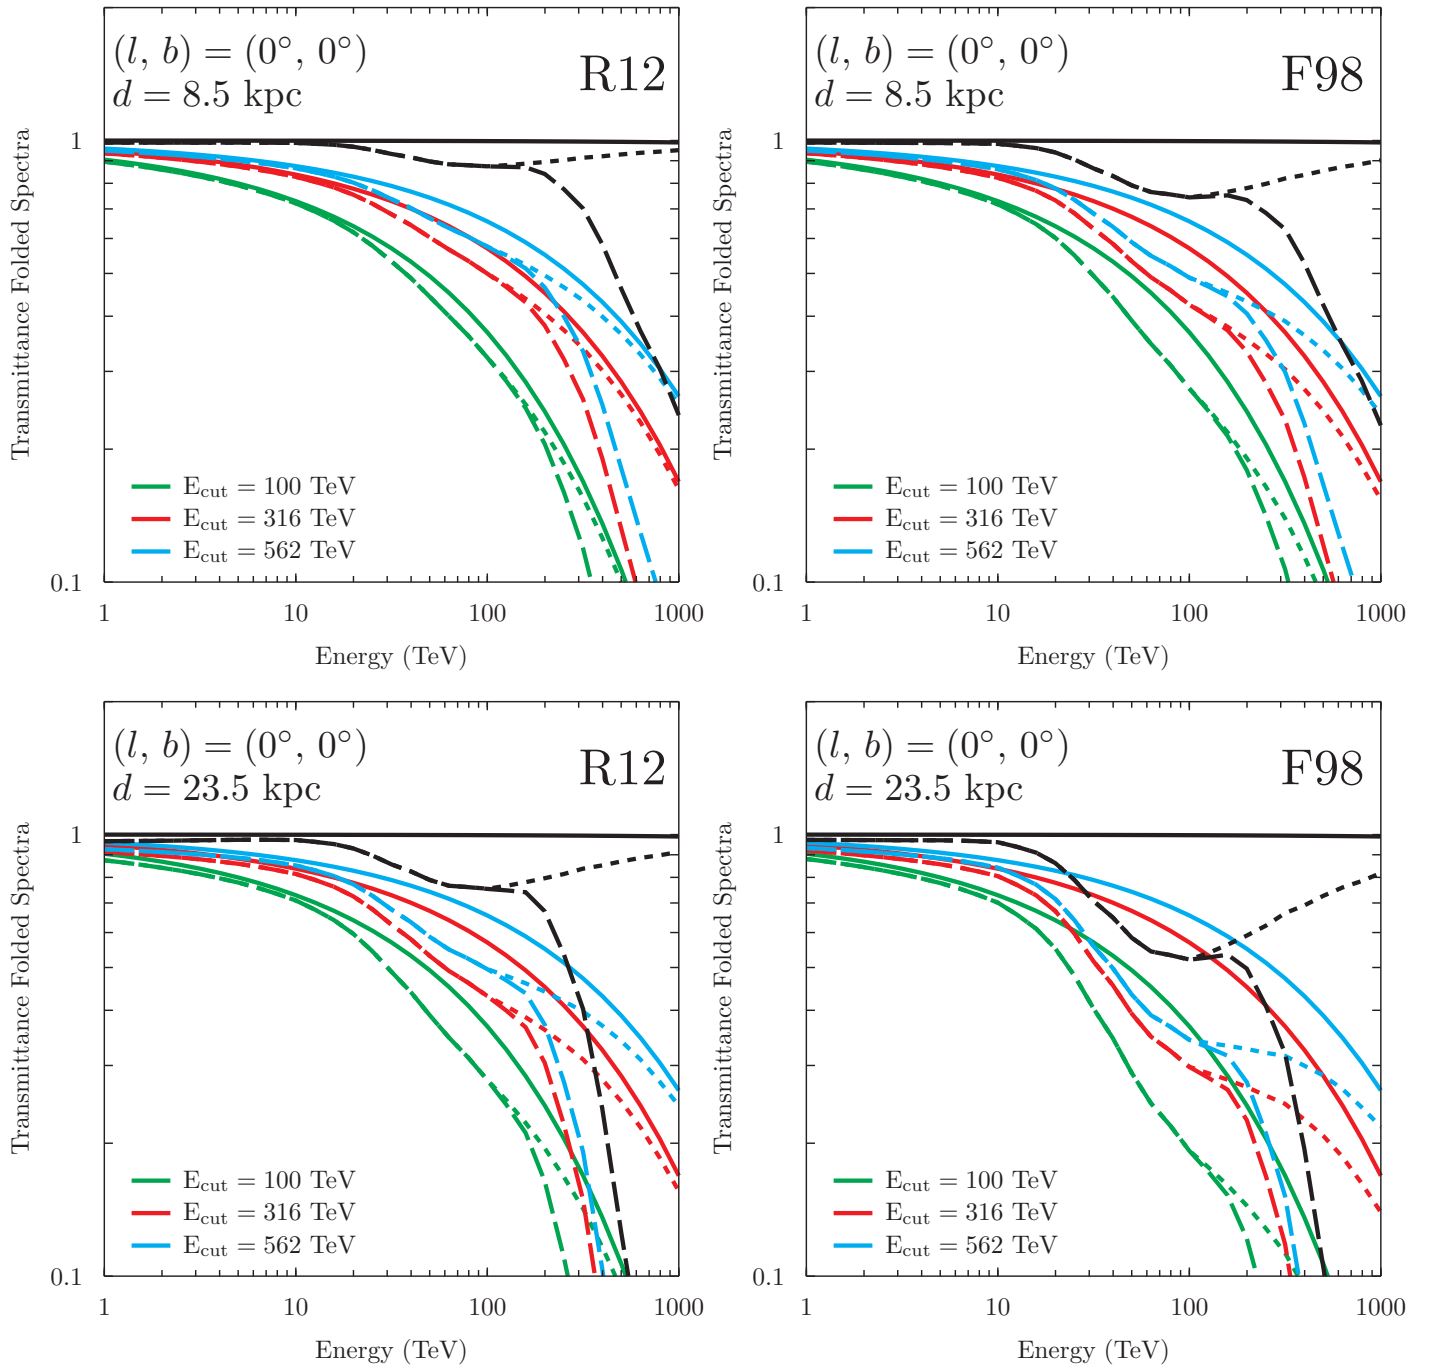 (l, b) = (0°, 0°)
d = 8.5 kpc
R12
Transmittance Folded Spectra
1
0.1
E_cut = 100 TeV
E_cut = 316 TeV
E_cut = 562 TeV
1 10 100 1000
Energy (TeV)
(l, b) = (0°, 0°)
d = 8.5 kpc
F98
Transmittance Folded Spectra
1
0.1
E_cut = 100 TeV
E_cut = 316 TeV
E_cut = 562 TeV
1 10 100 1000
Energy (TeV)
(l, b) = (0°, 0°)
d = 23.5 kpc
R12
Transmittance Folded Spectra
1
0.1
E_cut = 100 TeV
E_cut = 316 TeV
E_cut = 562 TeV
1 10 100 1000
Energy (TeV)
(l, b) = (0°, 0°)
d = 23.5 kpc
F98
Transmittance Folded Spectra
1
0.1
E_cut = 100 TeV
E_cut = 316 TeV
E_cut = 562 TeV
1 10 100 1000
Energy (TeV)